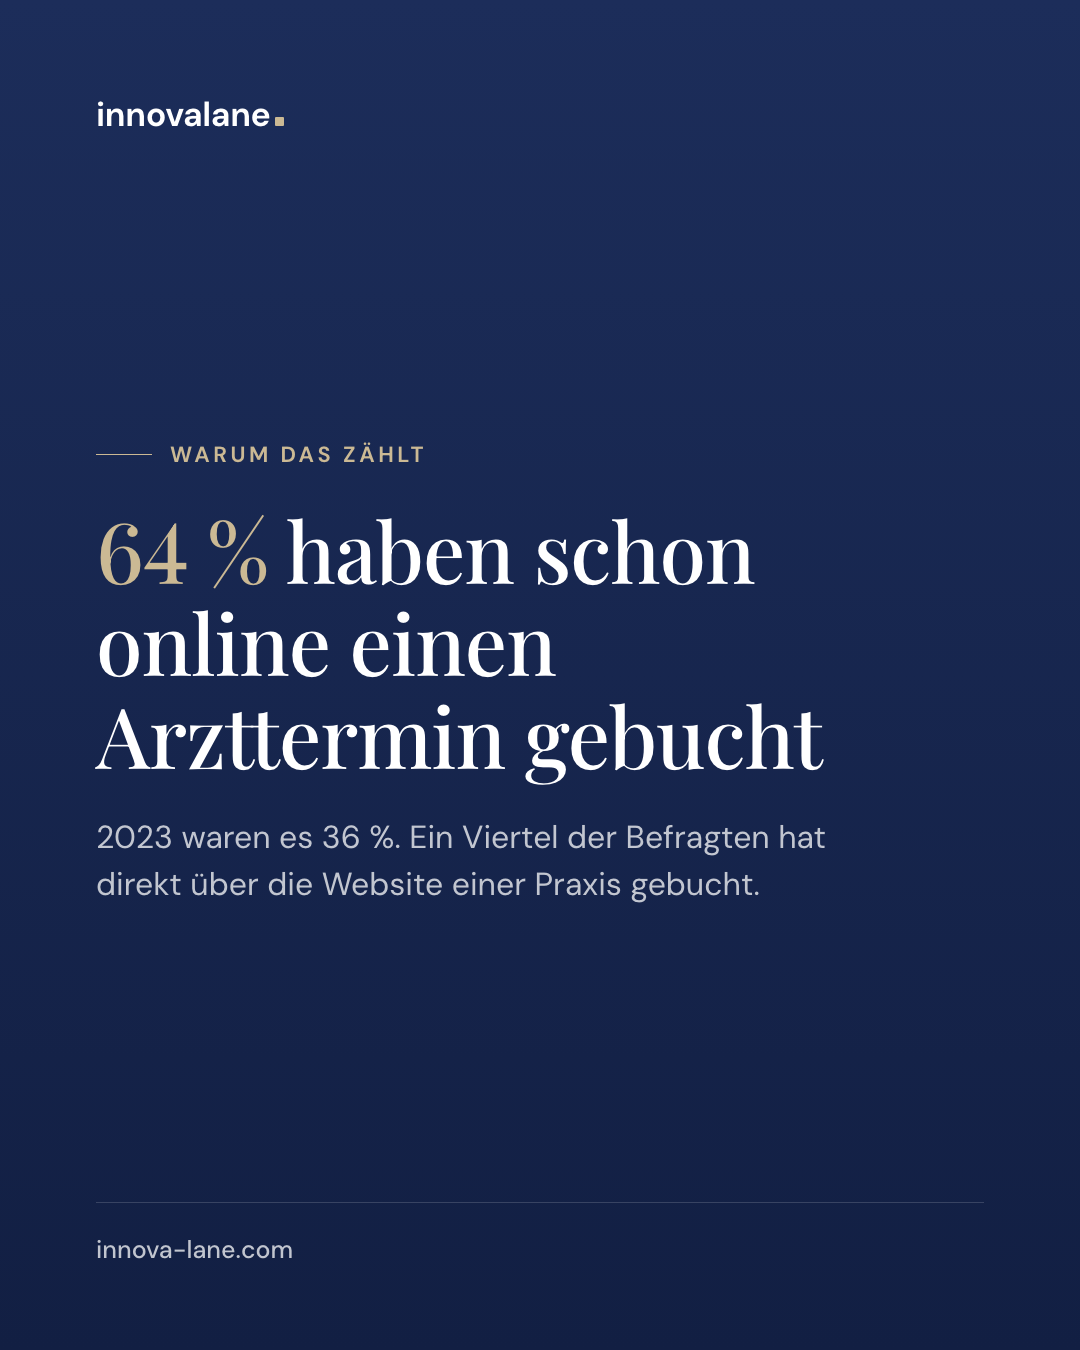 innovalane.
WARUM DAS ZÄHLT
64 % haben schon
online einen
Arzttermin gebucht
2023 waren es 36 %. Ein Viertel der Befragten hat
direkt über die Website einer Praxis gebucht.
innova-lane.com